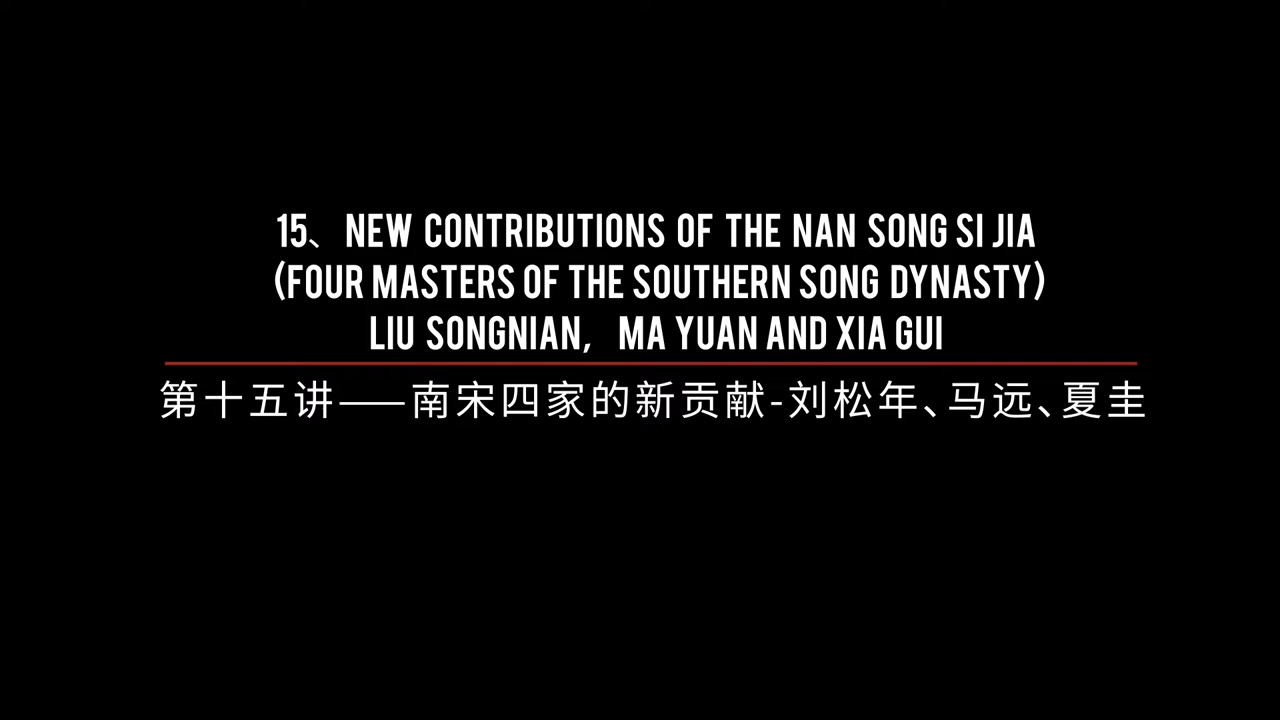 15、NEW CONTRIBUTIONS OF THE NAN SONG SI JIA
(FOUR MASTERS OF THE SOUTHERN SONG DYNASTY)
LIU SONGNIAN, MA YUAN AND XIA GUI
第十五讲——南宋四家的新贡献-刘松年、马远、夏圭